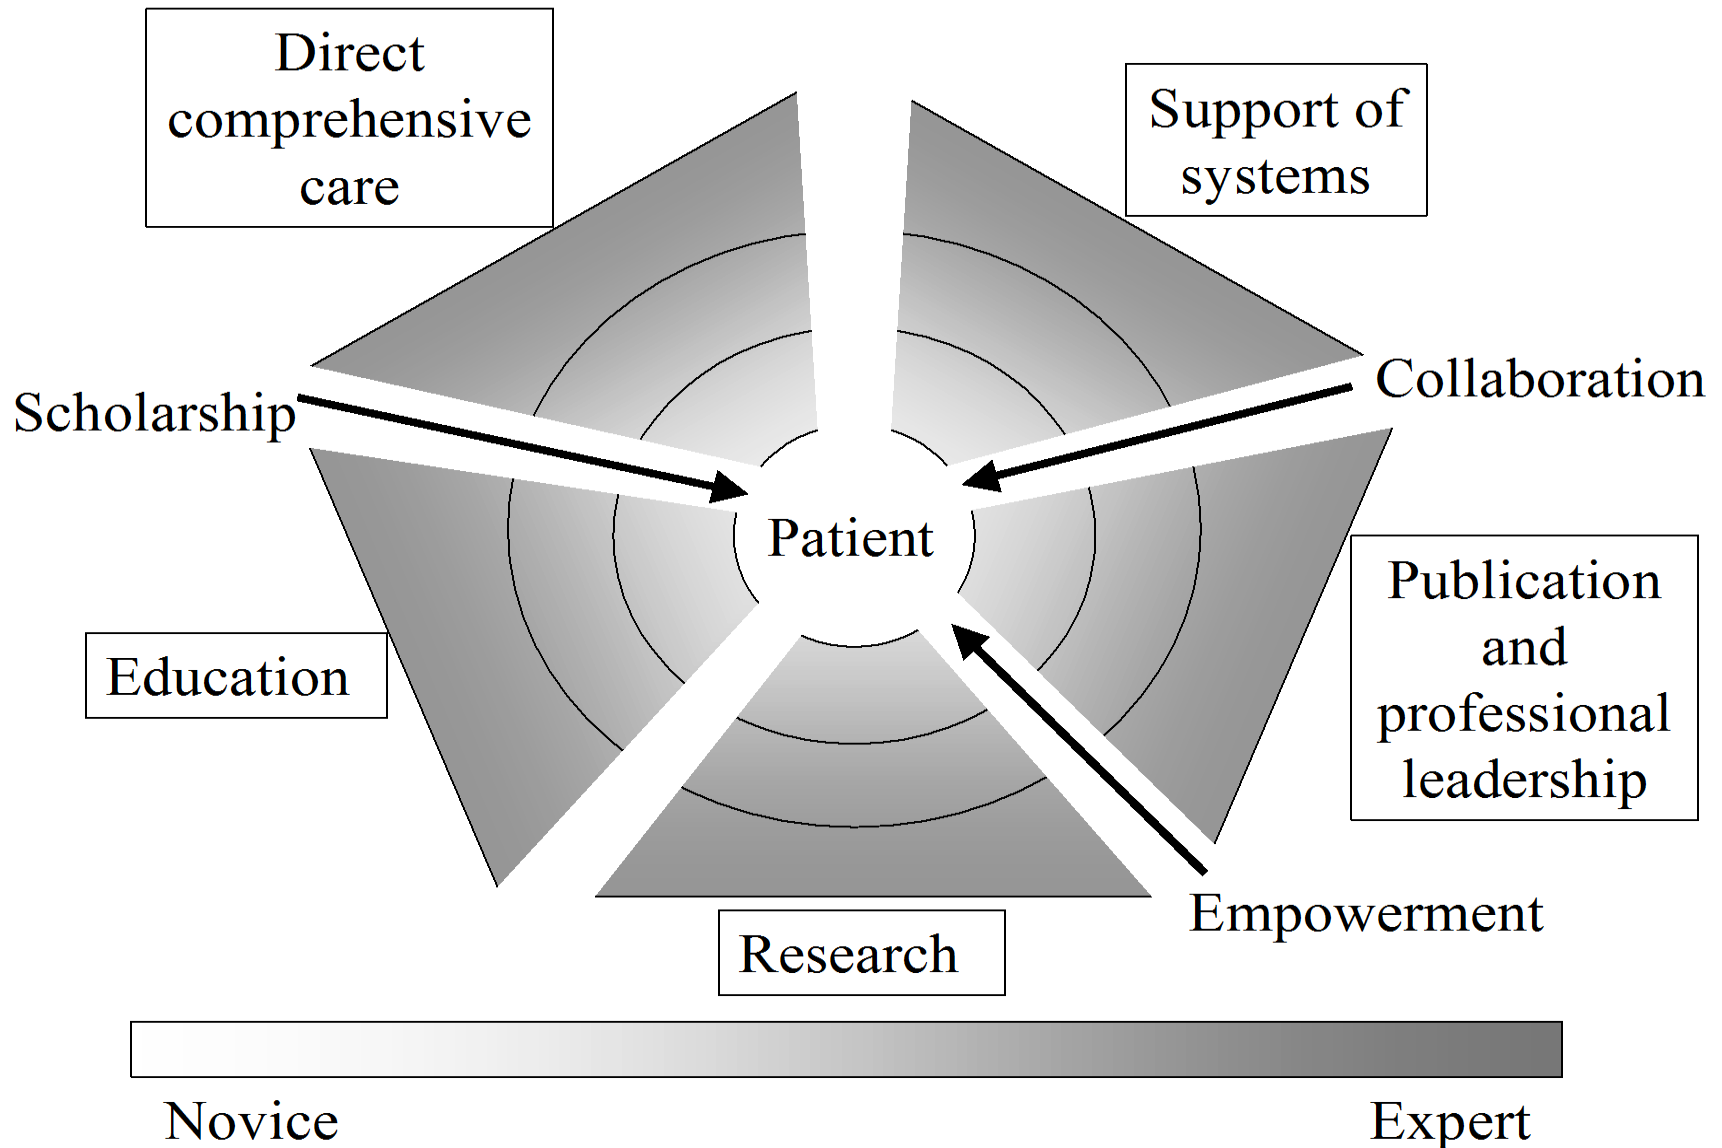 Direct
comprehensive
care
Support of
systems
Scholarship
Collaboration
Patient
Education
Publication
and
professional
leadership
Research
Empowerment
Novice
Expert